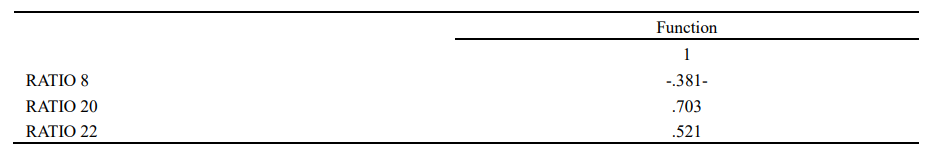 Function
1
RATIO 8 -.381-
RATIO 20 .703
RATIO 22 .521